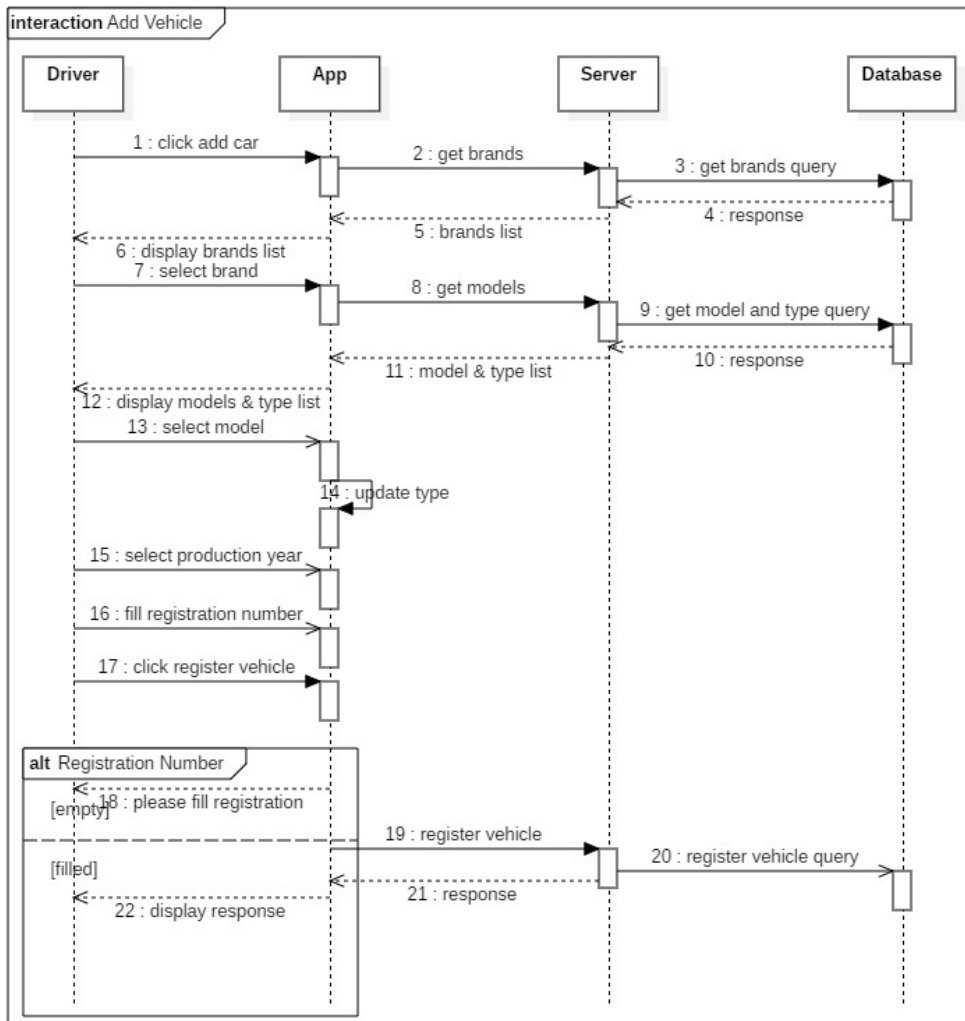 interaction Add Vehicle
Driver
App
Server
Database
1 : click add car
2 : get brands
3 : get brands query
4 : response
5 : brands list
6 : display brands list
7 : select brand
8 : get models
9 : get model and type query
10 : response
11 : model & type list
12 : display models & type list
13 : select model
14 : update type
15 : select production year
16 : fill registration number
17 : click register vehicle
alt Registration Number
18 : please fill registration
[empty]
19 : register vehicle
20 : register vehicle query
[filled]
21 : response
22 : display response